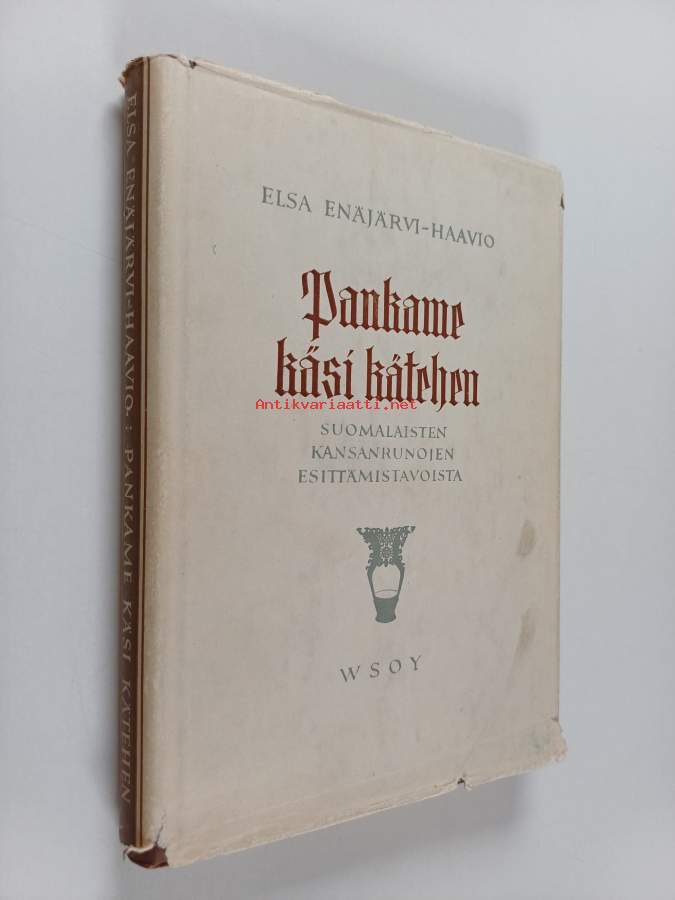 ELSA ENÄJÄRVI-HAAVIO
Pankame
käsi kätehen
Antikvariaatti.net
SUOMALAISTEN
KANSANRUNOJEN
ESITTÄMISTAVOISTA
WSOY
ELSA ENÄJÄRVI-HAAVIO : PANKAME KÄSI KÄTEHEN